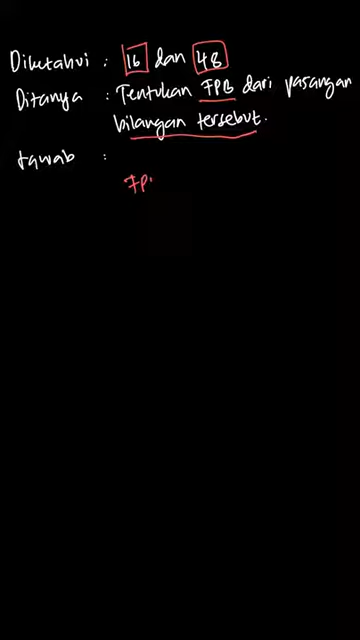 Diketahui : 16 dan 48
Ditanya : Tentukan FPB dari pasangan
bilangan tersebut.
Jawab :
FP